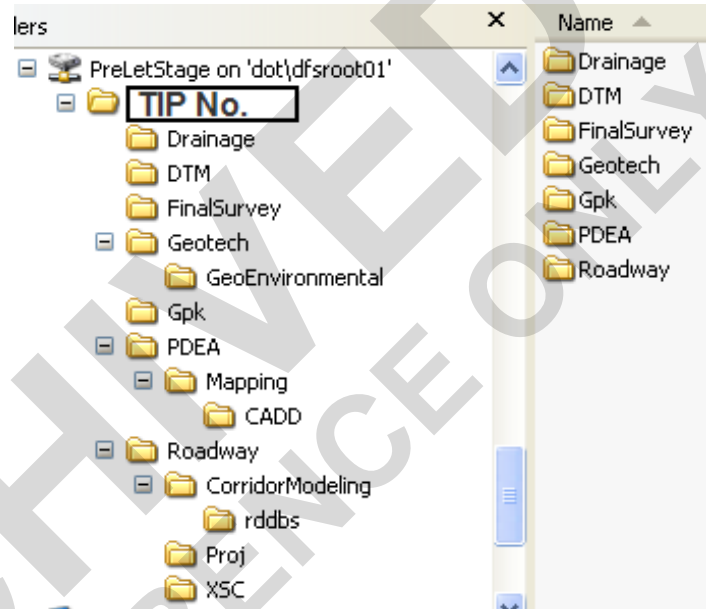 lers
PreLetStage on 'dot\dfsroot01'
TIP No.
Drainage
DTM
FinalSurvey
Geotech
GeoEnvironmental
Gpk
PDEA
Mapping
CADD
Roadway
CorridorModeling
rddbs
Proj
XSC
Name
Drainage
DTM
FinalSurvey
Geotech
Gpk
PDEA
Roadway